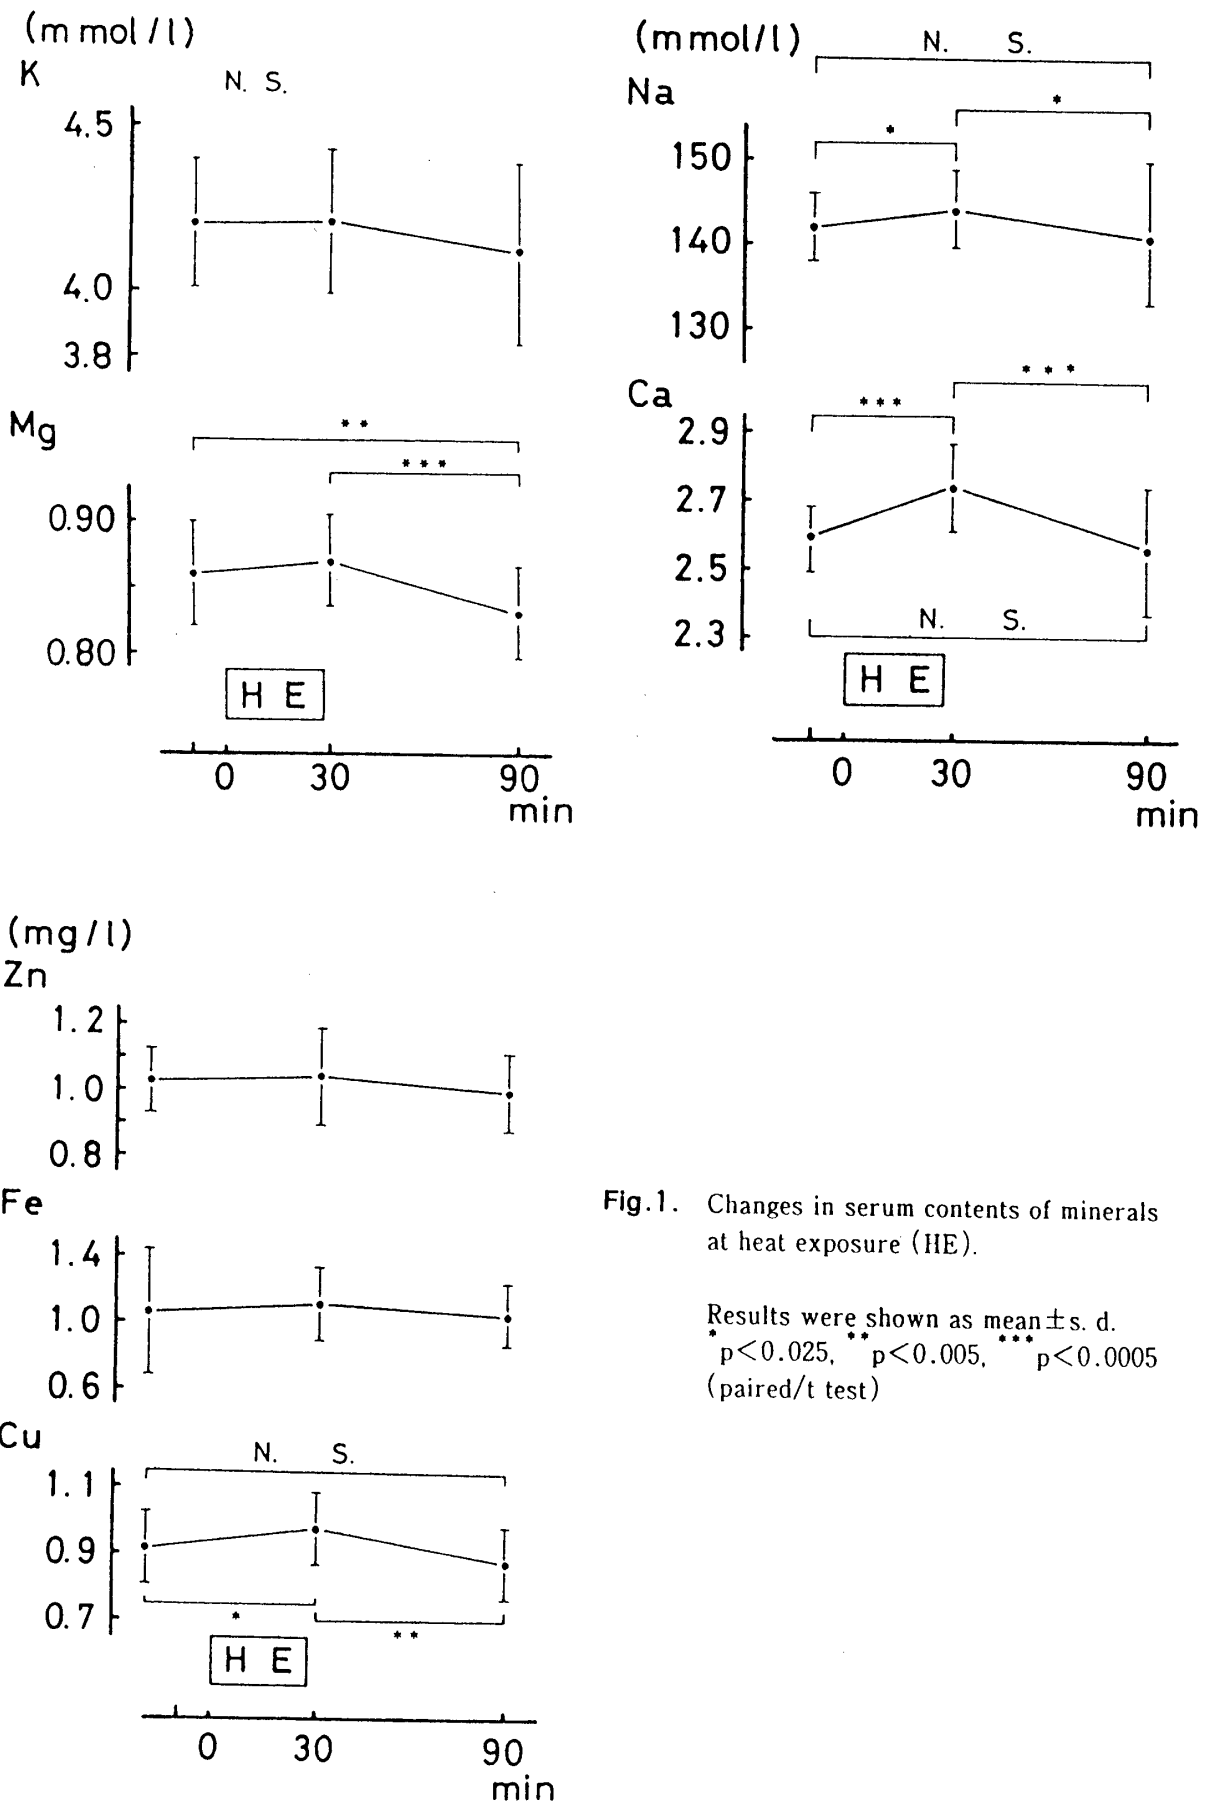 (m mol / l)
K
N. S.
4.5
4.0
3.8
Mg
* *
* * *
0.90
0.80
H E
0 30 90
min
(m mol/l)
N. S.
Na
*
*
150
140
130
Ca
* * *
* * *
2.9
2.7
2.5
2.3
N. S.
H E
0 30 90
min
(mg/l)
Zn
1.2
1.0
0.8
Fe
1.4
1.0
0.6
Cu
N. S.
1.1
0.9
0.7
*
* *
H E
0 30 90
min
Fig.1. Changes in serum contents of minerals
at heat exposure (HE).
Results were shown as mean±s. d.
*p<0.025, **p<0.005, ***p<0.0005
(paired/t test)